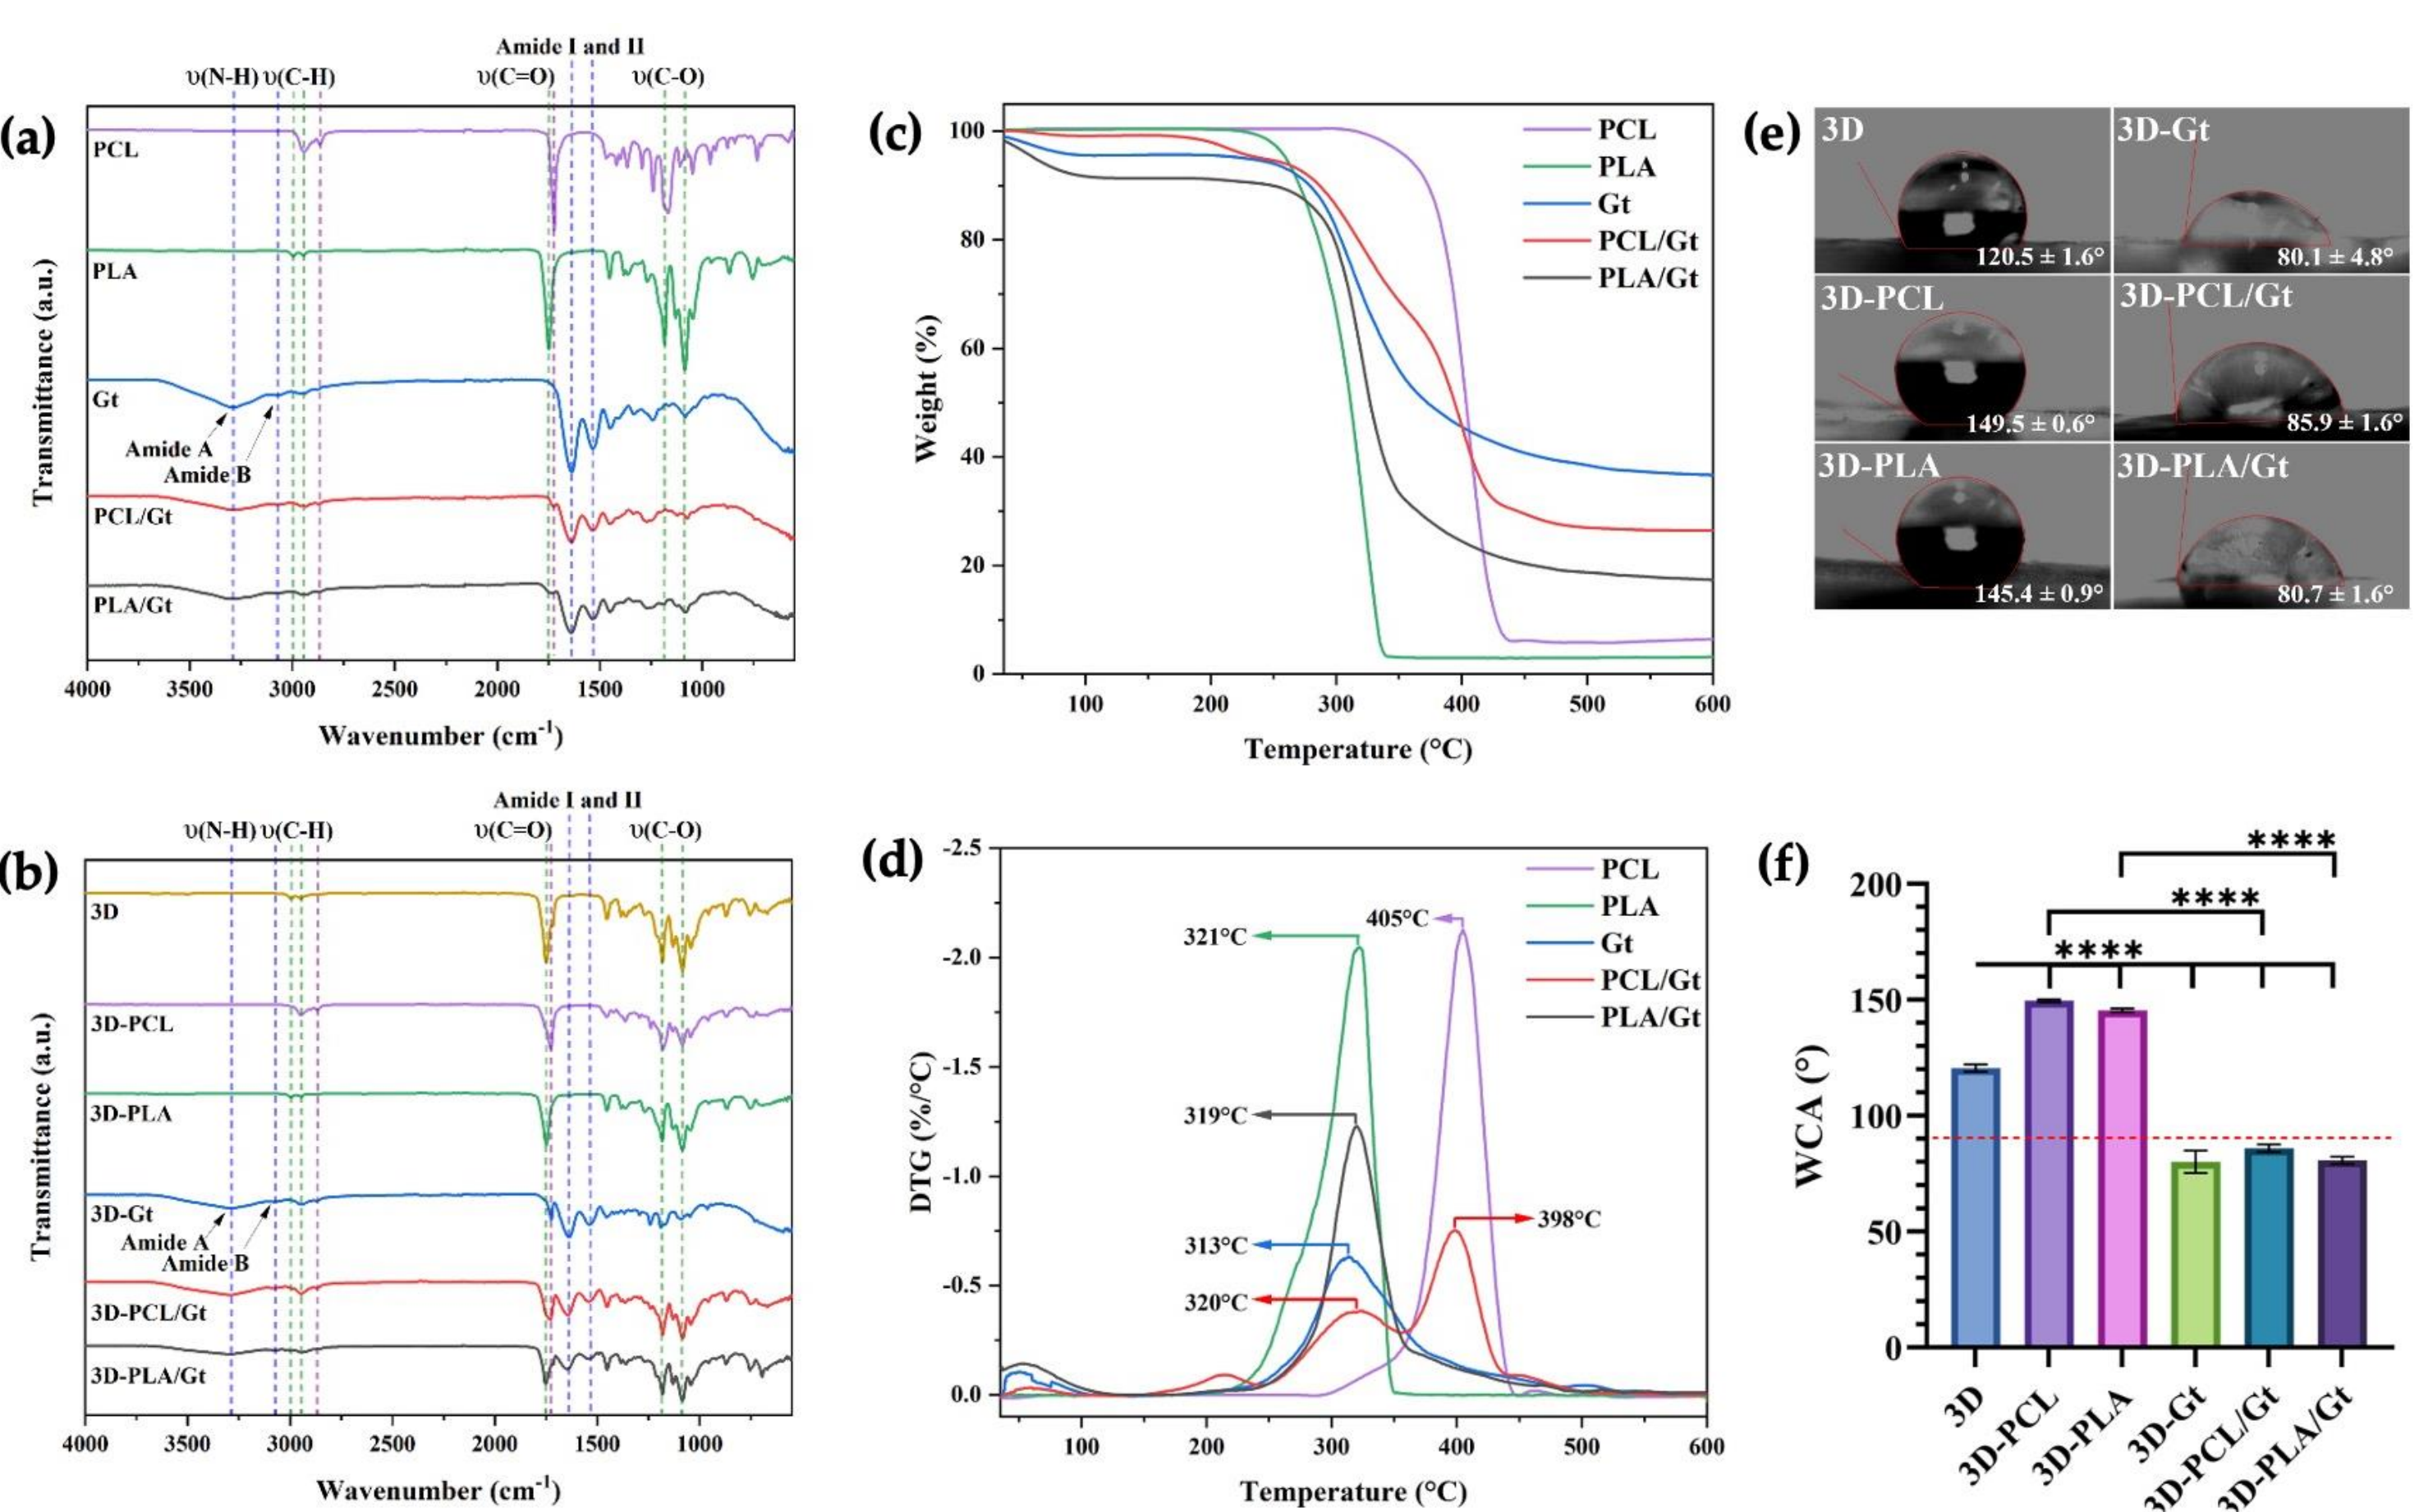 (a)
Amide I and II
υ(N-H) υ(C-H) υ(C=O) υ(C-O)
PCL
PLA
Gt
Amide A
Amide B
PCL/Gt
PLA/Gt
Transmittance (a.u.)
4000 3500 3000 2500 2000 1500 1000
Wavenumber (cm⁻¹)
(b)
Amide I and II
υ(N-H) υ(C-H) υ(C=O) υ(C-O)
3D
3D-PCL
3D-PLA
3D-Gt
Amide A
Amide B
3D-PCL/Gt
3D-PLA/Gt
Transmittance (a.u.)
4000 3500 3000 2500 2000 1500 1000
Wavenumber (cm⁻¹)
(c)
PCL
PLA
Gt
PCL/Gt
PLA/Gt
100
80
60
40
20
0
Weight (%)
100 200 300 400 500 600
Temperature (°C)
(d)
PCL
PLA
Gt
PCL/Gt
PLA/Gt
405°C
321°C
319°C
398°C
313°C
320°C
-2.5
-2.0
-1.5
-1.0
-0.5
0.0
DTG (%/°C)
100 200 300 400 500 600
Temperature (°C)
(e)
3D
120.5 ± 1.6°
3D-Gt
80.1 ± 4.8°
3D-PCL
149.5 ± 0.6°
3D-PCL/Gt
85.9 ± 1.6°
3D-PLA
145.4 ± 0.9°
3D-PLA/Gt
80.7 ± 1.6°
(f)
****
****
****
200
150
100
50
0
WCA (°)
3D
3D-PCL
3D-PLA
3D-Gt
3D-PCL/Gt
3D-PLA/Gt